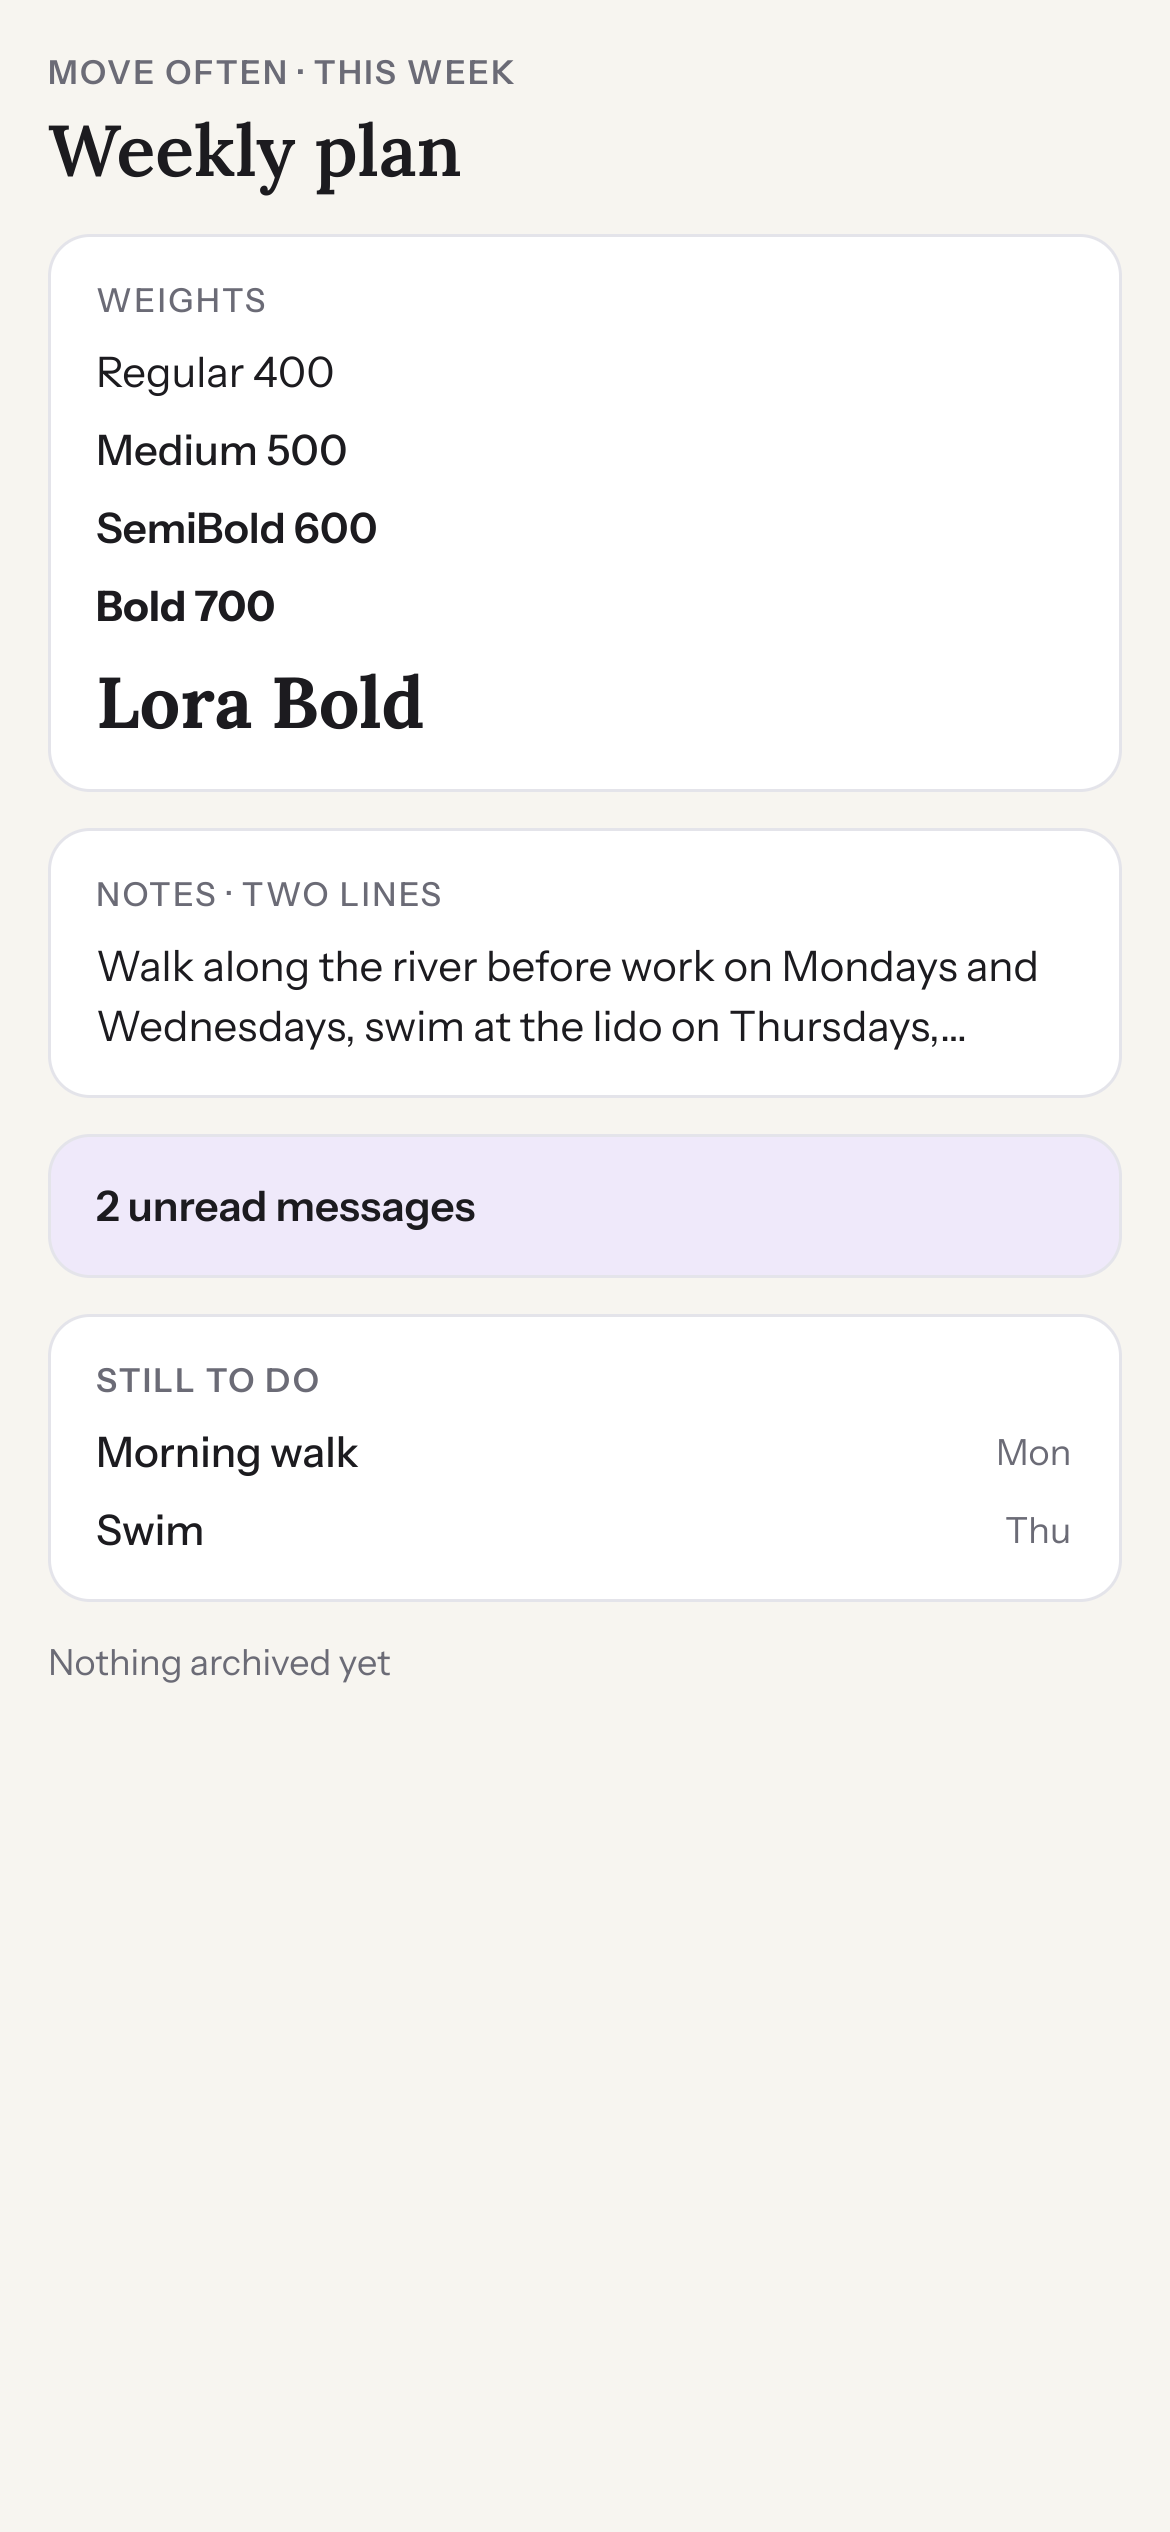 MOVE OFTEN · THIS WEEK
Weekly plan
WEIGHTS
Regular 400
Medium 500
SemiBold 600
Bold 700
Lora Bold
NOTES · TWO LINES
Walk along the river before work on Mondays and
Wednesdays, swim at the lido on Thursdays,...
2 unread messages
STILL TO DO
Morning walk Mon
Swim Thu
Nothing archived yet